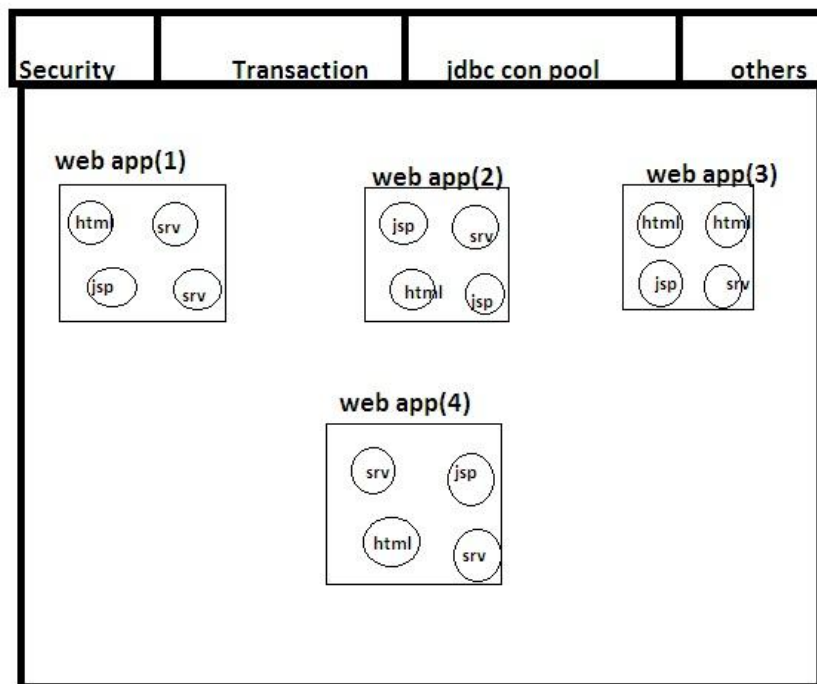 Security Transaction jdbc con pool others
web app(1)
html srv
jsp srv
web app(2)
jsp srv
html jsp
web app(3)
html html
jsp srv
web app(4)
srv jsp
html srv